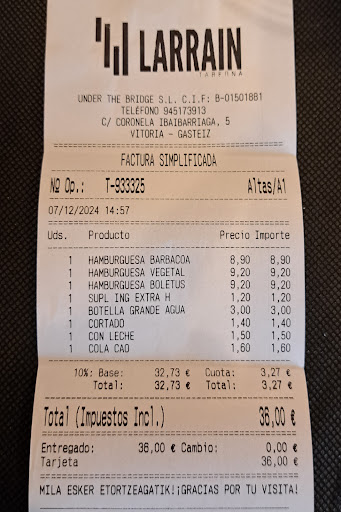 LARRAIN
TABERNA
UNDER THE BRIDGE S.L. C.I.F: B-01501881
TELÉFONO 945173913
C/ CORONELA IBAIBARRIAGA, 5
VITORIA - GASTEIZ
FACTURA SIMPLIFICADA
Nº Op.: T-933325 Altas/A1
07/12/2024 14:57
Uds. Producto Precio Importe
1 HAMBURGUESA BARBACOA 8,90 8,90
1 HAMBURGUESA VEGETAL 9,20 9,20
1 HAMBURGUESA BOLETUS 9,20 9,20
1 SUPL ING EXTRA H 1,20 1,20
1 BOTELLA GRANDE AGUA 3,00 3,00
1 CORTADO 1,40 1,40
1 CON LECHE 1,50 1,50
1 COLA CAO 1,60 1,60
10%: Base: 32,73 € Cuota: 3,27 €
Total: 32,73 € Total: 3,27 €
Total (Impuestos Incl.) 36,00 €
Entregado: 36,00 € Cambio: 0,00 €
Tarjeta 36,00 €
MILA ESKER ETORTZEAGATIK!¡GRACIAS POR TU VISITA!